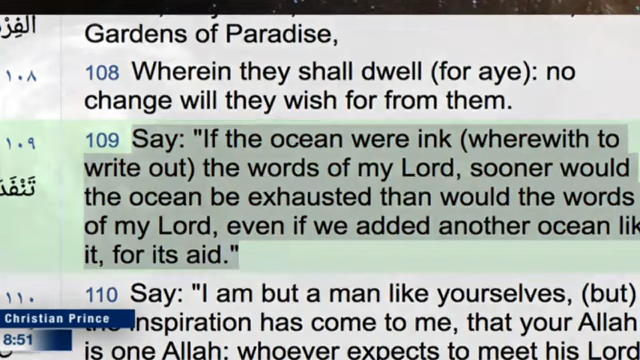 Gardens of Paradise,
١٠٨ 108 Wherein they shall dwell (for aye): no
change will they wish for from them.
١٠٩ 109 Say: "If the ocean were ink (wherewith to
write out) the words of my Lord, sooner would
the ocean be exhausted than would the words
of my Lord, even if we added another ocean lik
it, for its aid."
١١٠ 110 Say: "I am but a man like yourselves, (but)
Christian Prince
inspiration has come to me, that your Allah
8:51
is one Allah: whoever expects to meet his Lord